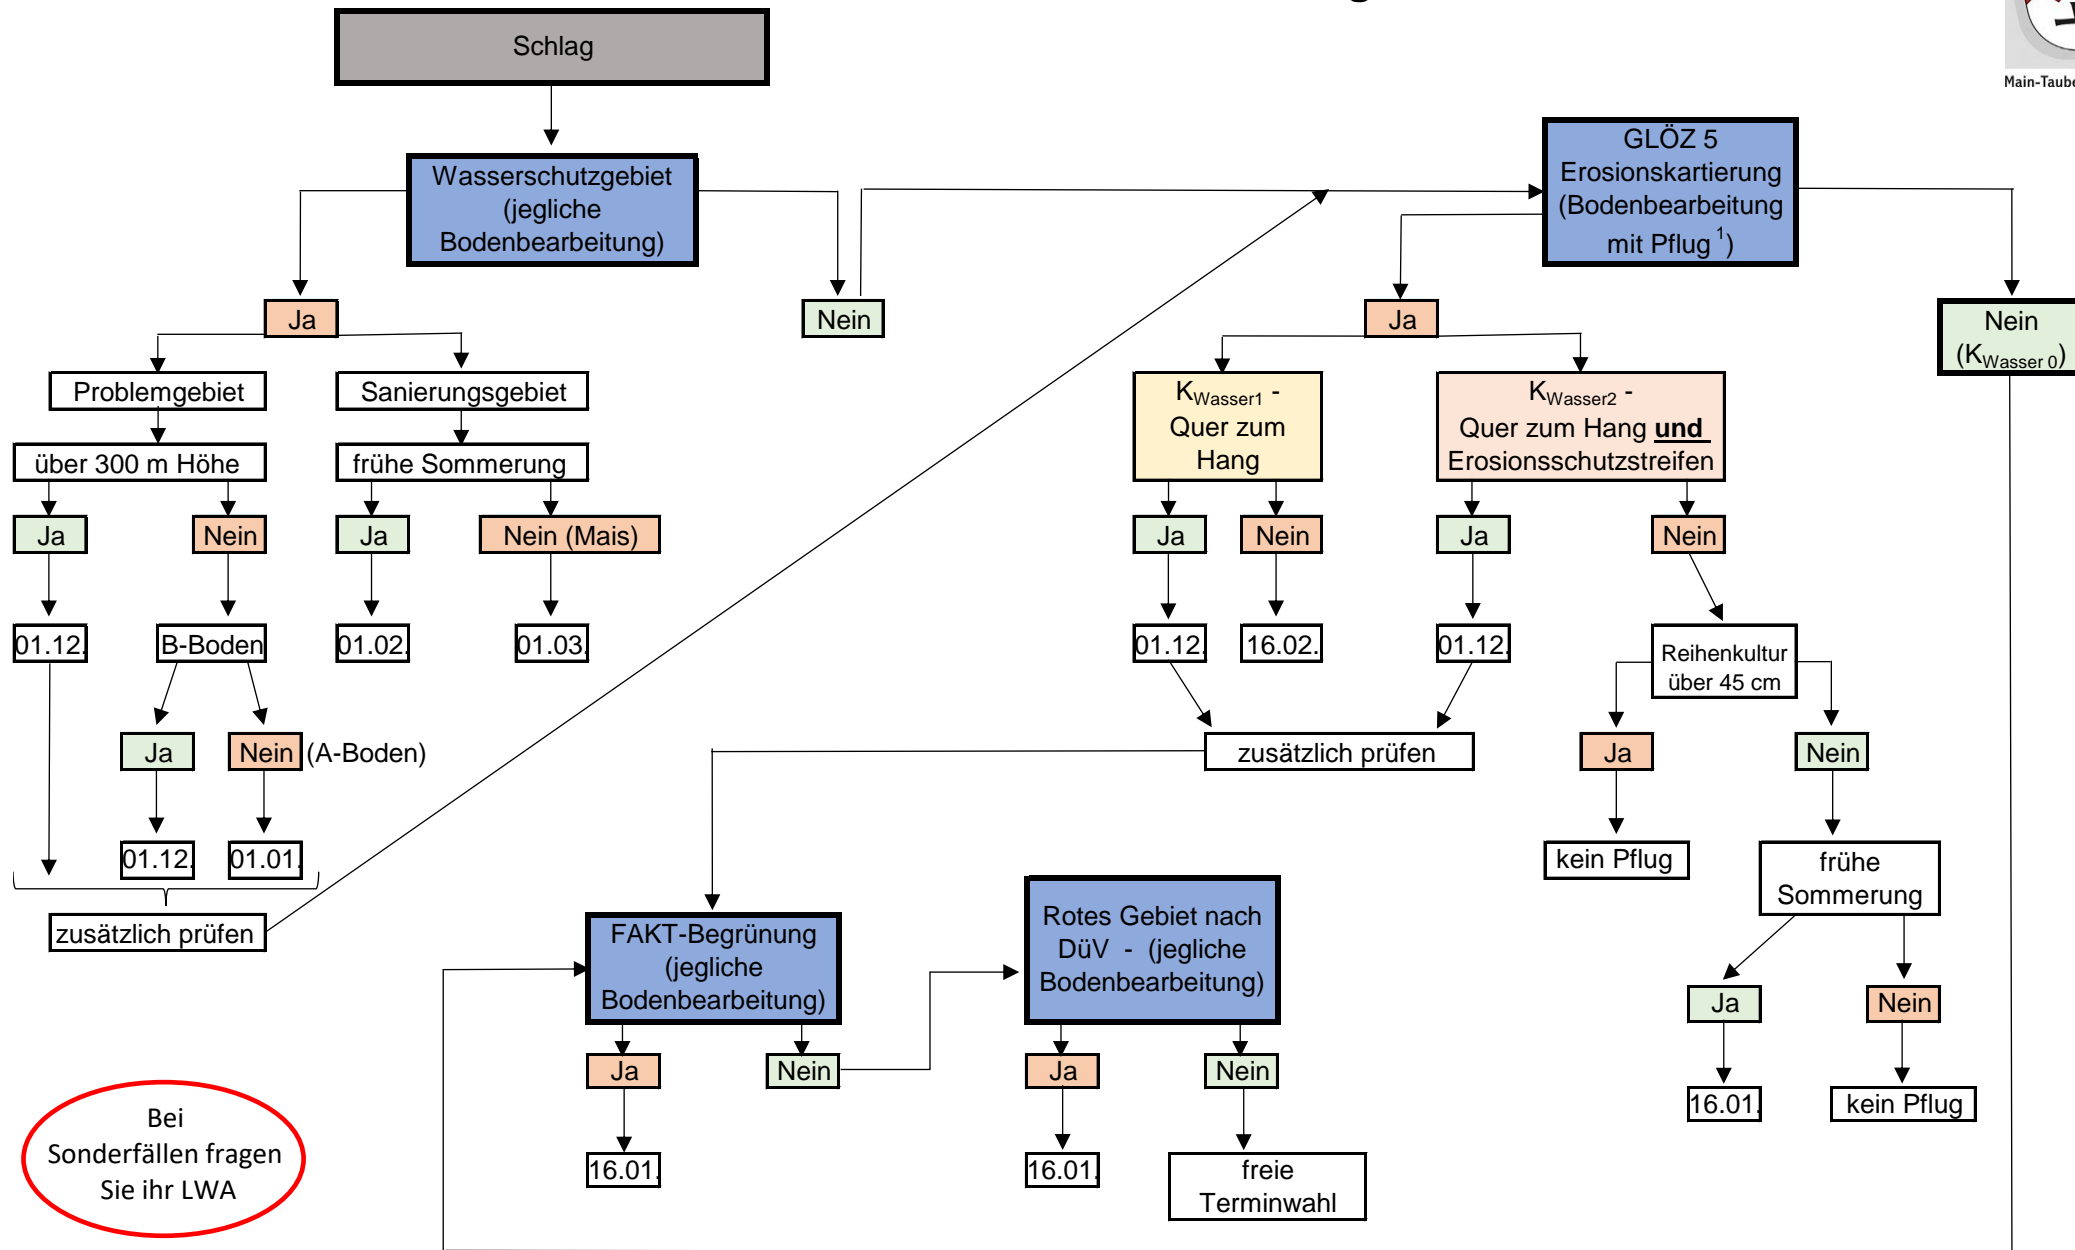 Schlag
Main-Taube
Wasserschutzgebiet
(jegliche
Bodenbearbeitung)
GLÖZ 5
Erosionskartierung
(Bodenbearbeitung
mit Pflug ¹)
Ja
Nein
Ja
Nein
(K_Wasser 0)
Problemgebiet
Sanierungsgebiet
K_Wasser1 -
Quer zum
Hang
K_Wasser2 -
Quer zum Hang und
Erosionsschutzstreifen
über 300 m Höhe
frühe Sommerung
Ja
Nein
Ja
Nein (Mais)
Ja
Nein
Ja
Nein
01.12.
B-Boden
01.02.
01.03.
01.12.
16.02.
01.12.
Reihenkultur
über 45 cm
Ja
Nein (A-Boden)
zusätzlich prüfen
Ja
Nein
01.12.
01.01.
kein Pflug
frühe
Sommerung
zusätzlich prüfen
FAKT-Begrünung
(jegliche
Bodenbearbeitung)
Rotes Gebiet nach
DüV - (jegliche
Bodenbearbeitung)
Ja
Nein
Ja
Nein
Ja
Nein
16.01.
kein Pflug
Bei
Sonderfällen fragen
Sie ihr LWA
16.01.
16.01.
freie
Terminwahl